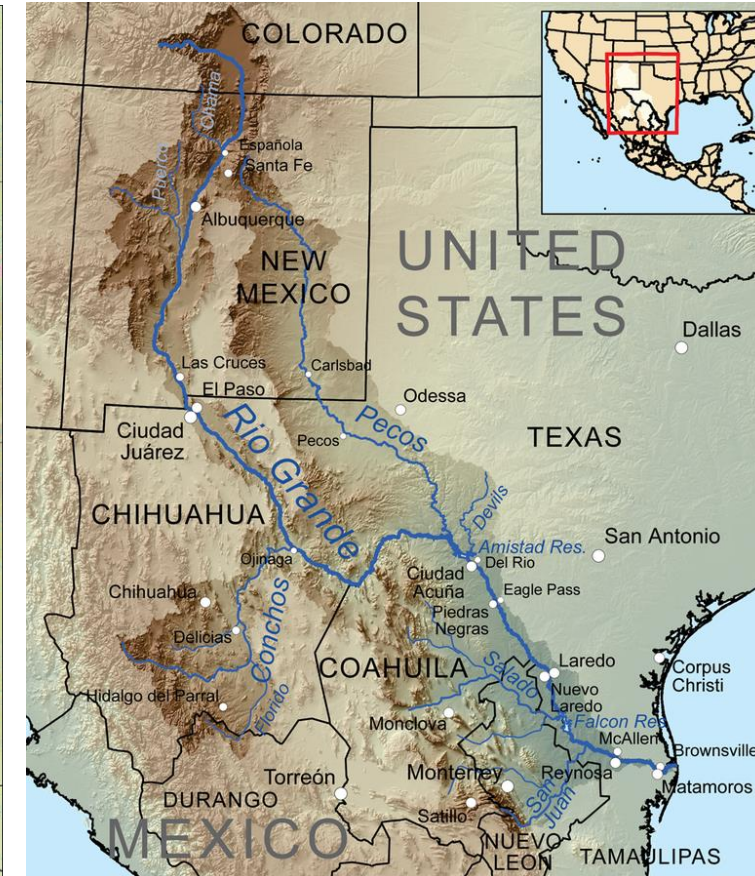 COLORADO
Chama
Española
Santa Fe
Puerco
Albuquerque
NEW
MEXICO
UNITED
STATES
Dallas
Las Cruces
El Paso
Carlsbad
Odessa
Ciudad
Juárez
Rio Grande
Pecos
Pecos
TEXAS
CHIHUAHUA
Devils
San Antonio
Ojinaga
Amistad Res.
Del Rio
Ciudad
Acuña
Eagle Pass
Piedras
Negras
Chihuahua
Conchos
Delicias
COAHUILA
Salado
Laredo
Nuevo
Laredo
Corpus
Christi
Hidalgo del Parral
Florido
Monclova
Falcon Res
McAllen
Brownsville
Torreón
Monterrey
Reynosa
Matamoros
San
Juan
DURANGO
Satillo
MEXICO
NUEVO
LEON
TAMAULIPAS